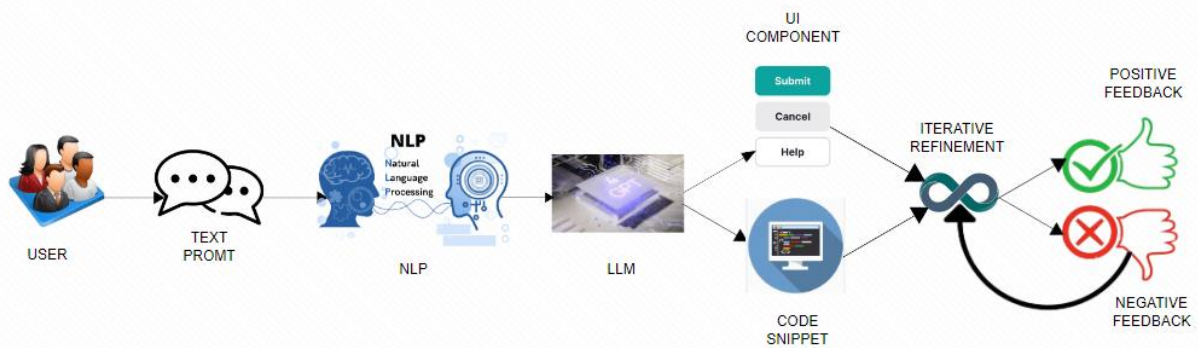 USER
TEXT
PROMT
NLP
Natural
Language
Processing
NLP
LLM
GPT
UI
COMPONENT
Submit
Cancel
Help
CODE
SNIPPET
ITERATIVE
REFINEMENT
POSITIVE
FEEDBACK
NEGATIVE
FEEDBACK